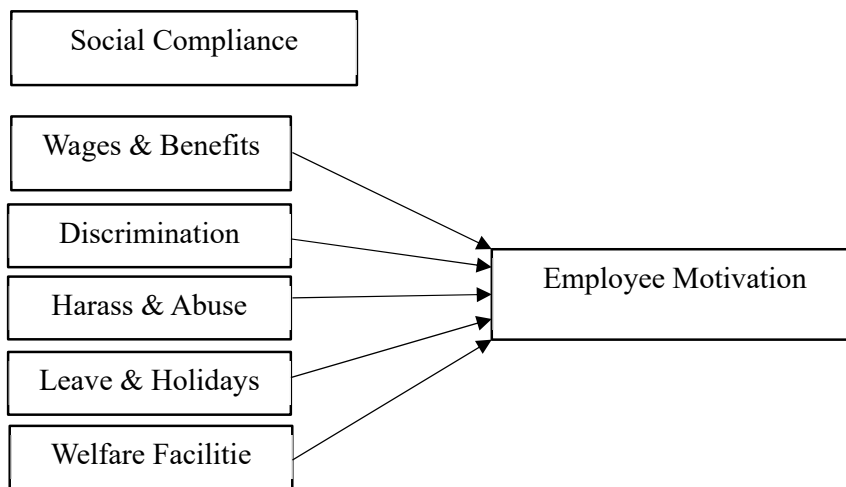 Social Compliance
Wages & Benefits
Discrimination
Employee Motivation
Harass & Abuse
Leave & Holidays
Welfare Facilitie